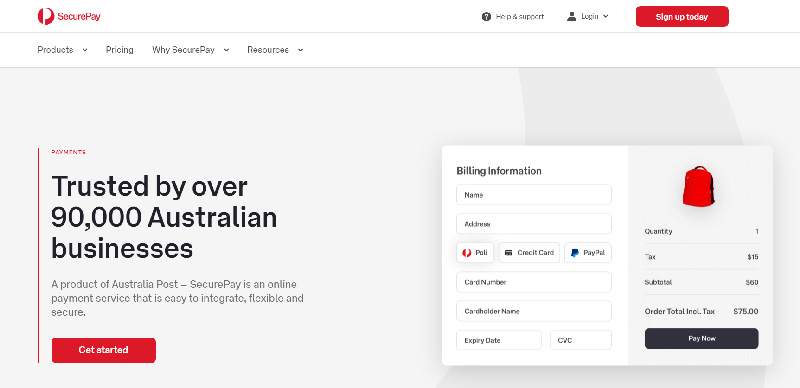 SecurePay
Help & support
Login
Sign up today
Products
Pricing
Why SecurePay
Resources
PAYMENTS
Trusted by over
90,000 Australian
businesses
A product of Australia Post – SecurePay is an online
payment service that is easy to integrate, flexible and
secure.
Get started
Billing Information
Name
Address
Poli
Crecit Card
PayPal
Card Number
Cardholder Name
Expiry Date
CVC
Quantity 1
Tax $15
Subtotal $60
Order Total Incl. Tax $75.00
Pay Now